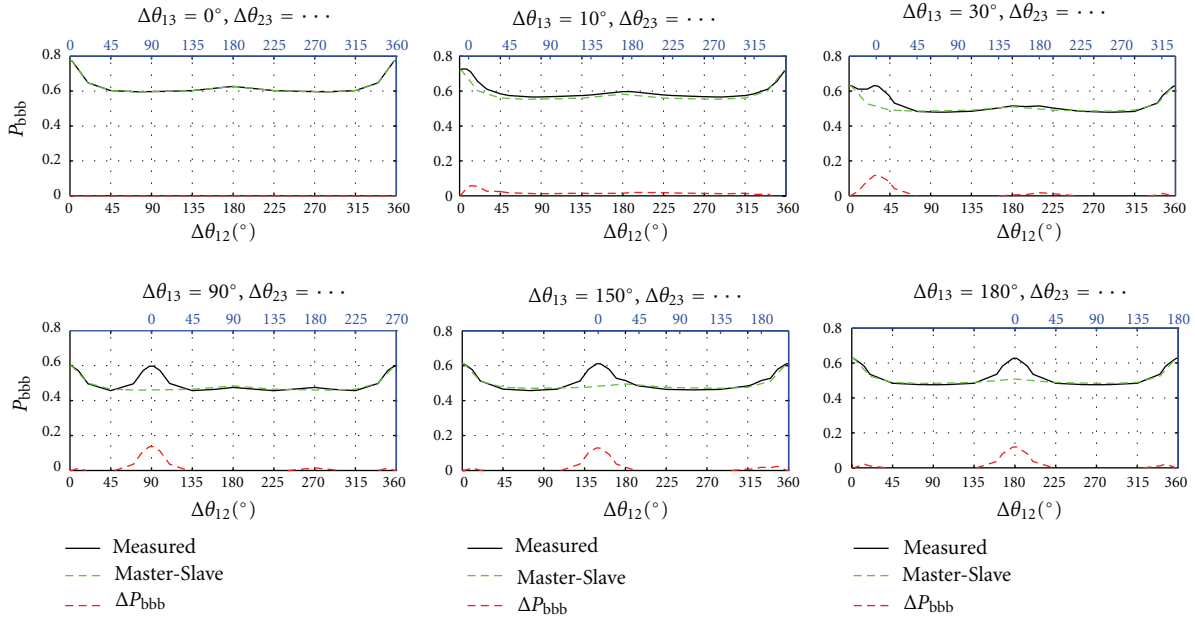 Δθ13 = 0°, Δθ23 = · · ·
0 45 90 135 180 225 270 315 360
0.8
0.6
0.4
0.2
0
Pbbb
0 45 90 135 180 225 270 315 360
Δθ12(°)
Δθ13 = 10°, Δθ23 = · · ·
0 45 90 135 180 225 270 315
0.8
0.6
0.4
0.2
0
0 45 90 135 180 225 270 315 360
Δθ12(°)
Δθ13 = 30°, Δθ23 = · · ·
0 45 90 135 180 225 270 315
0.8
0.6
0.4
0.2
0
0 45 90 135 180 225 270 315 360
Δθ12(°)
Δθ13 = 90°, Δθ23 = · · ·
0 45 90 135 180 225 270
0.8
0.6
0.4
0.2
0
Pbbb
0 45 90 135 180 225 270 315 360
Δθ12(°)
Δθ13 = 150°, Δθ23 = · · ·
0 45 90 135 180
0.8
0.6
0.4
0.2
0
0 45 90 135 180 225 270 315 360
Δθ12(°)
Δθ13 = 180°, Δθ23 = · · ·
0 45 90 135 180
0.8
0.6
0.4
0.2
0
0 45 90 135 180 225 270 315 360
Δθ12(°)
Measured
Master-Slave
ΔPbbb
Measured
Master-Slave
ΔPbbb
Measured
Master-Slave
ΔPbbb